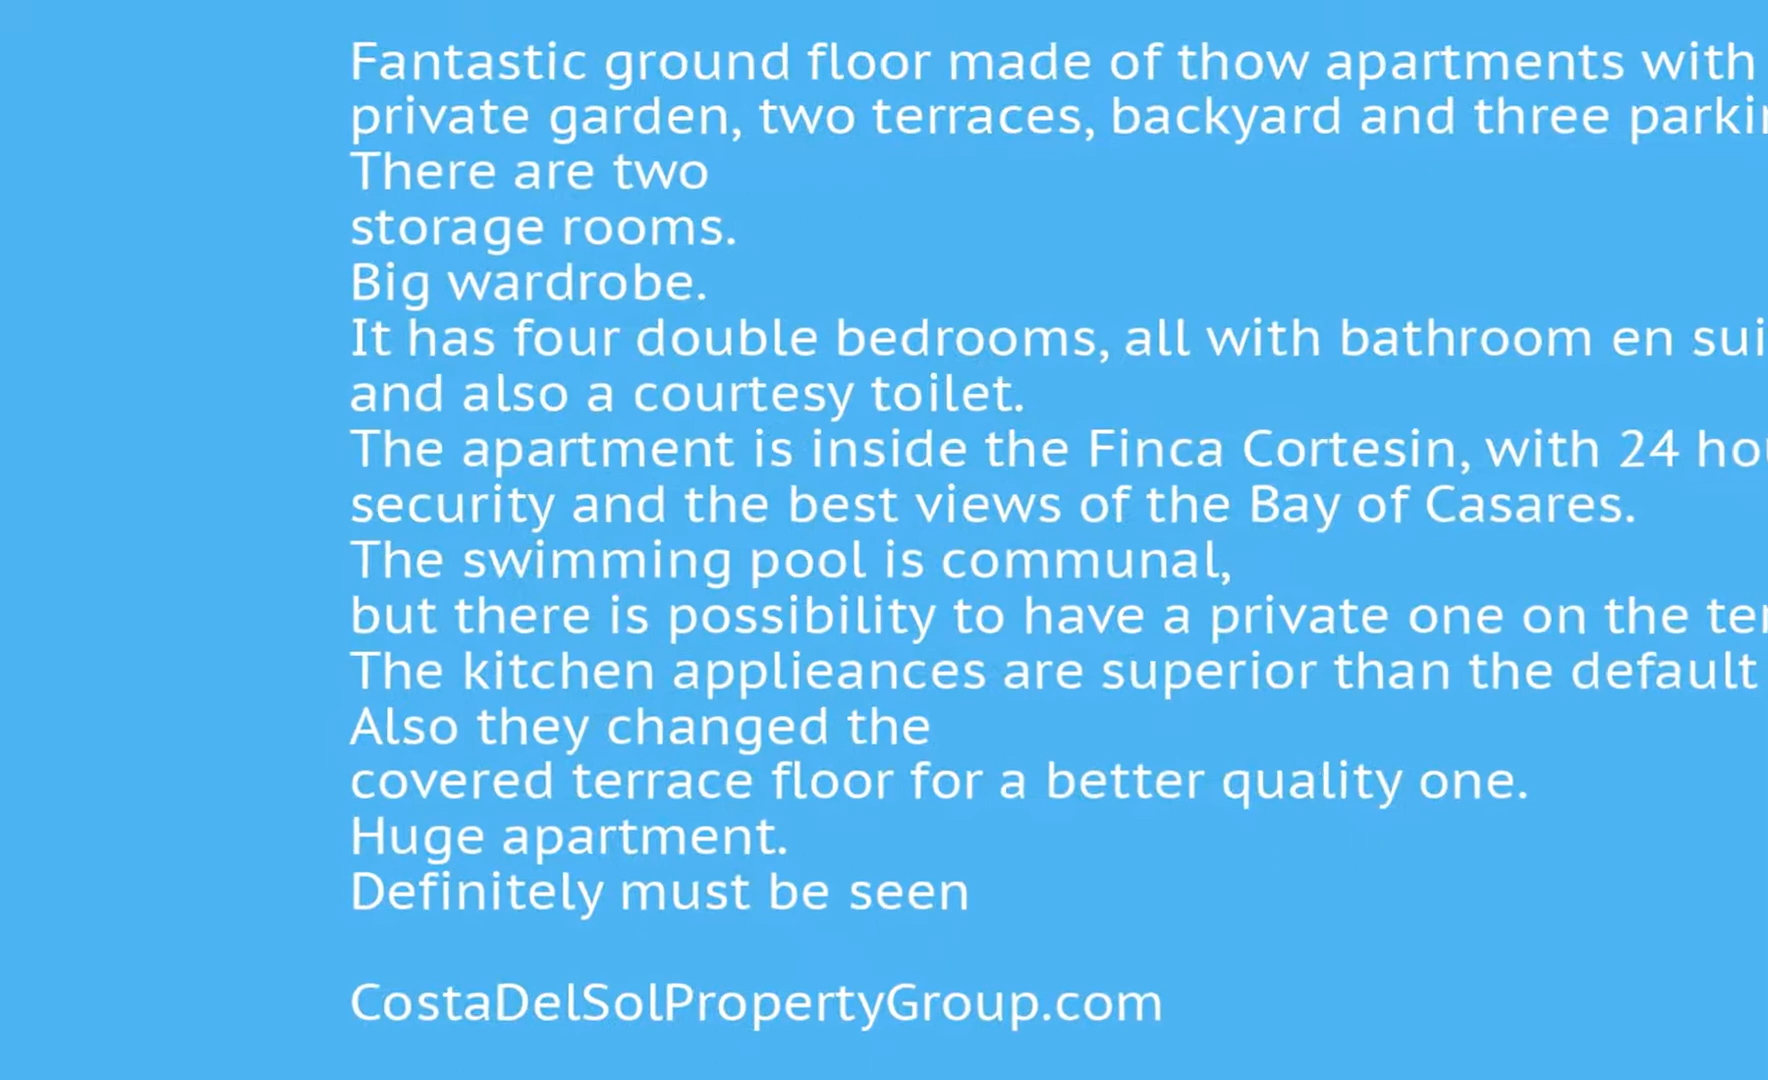 Fantastic ground floor made of thow apartments with
private garden, two terraces, backyard and three
There are two
storage rooms.
Big wardrobe.
It has four double bedrooms, all with bathroom en
and also a courtesy toilet.
The apartment is inside the Finca Cortesin, with 24
security and the best views of the Bay of Casares.
The swimming pool is communal,
but there is possibility to have a private one on the
The kitchen applieances are superior than the default
Also they changed the
covered terrace floor for a better quality one.
Huge apartment.
Definitely must be seen
CostaDelSolPropertyGroup.com